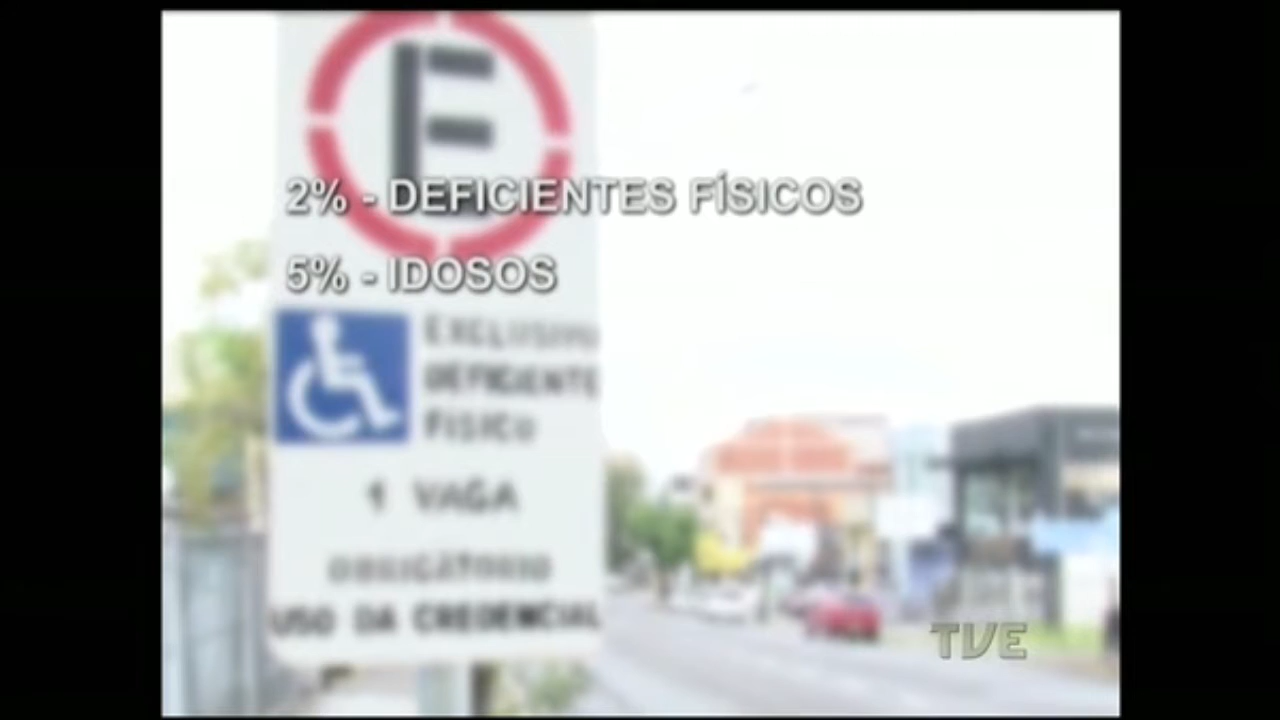 E
2% - DEFICIENTES FÍSICOS
5% - IDOSOS
EXCLUSIVO
DEFICIENTE
FÍSICO
1 VAGA
OBRIGATÓRIO
USO DA CREDENCIAL
TVE